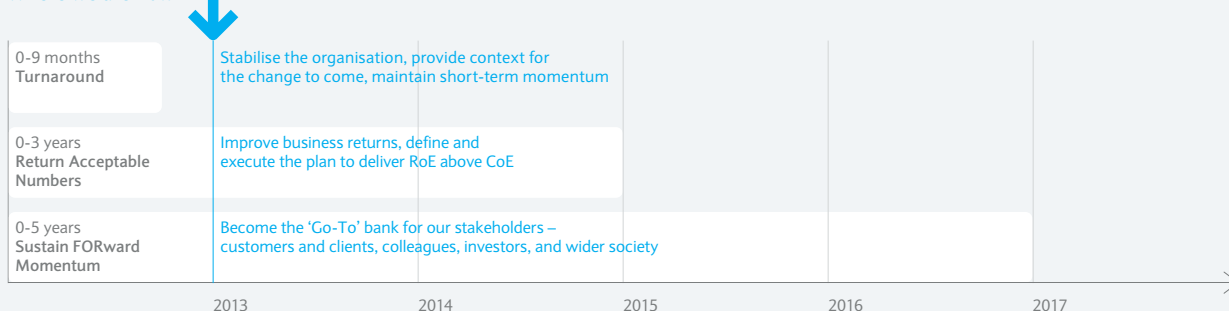 0-9 months
Turnaround
Stabilise the organisation, provide context for
the change to come, maintain short-term momentum
0-3 years
Return Acceptable
Numbers
Improve business returns, define and
execute the plan to deliver RoE above CoE
0-5 years
Sustain FORward
Momentum
Become the ‘Go-To’ bank for our stakeholders –
customers and clients, colleagues, investors, and wider society
2013
2014
2015
2016
2017